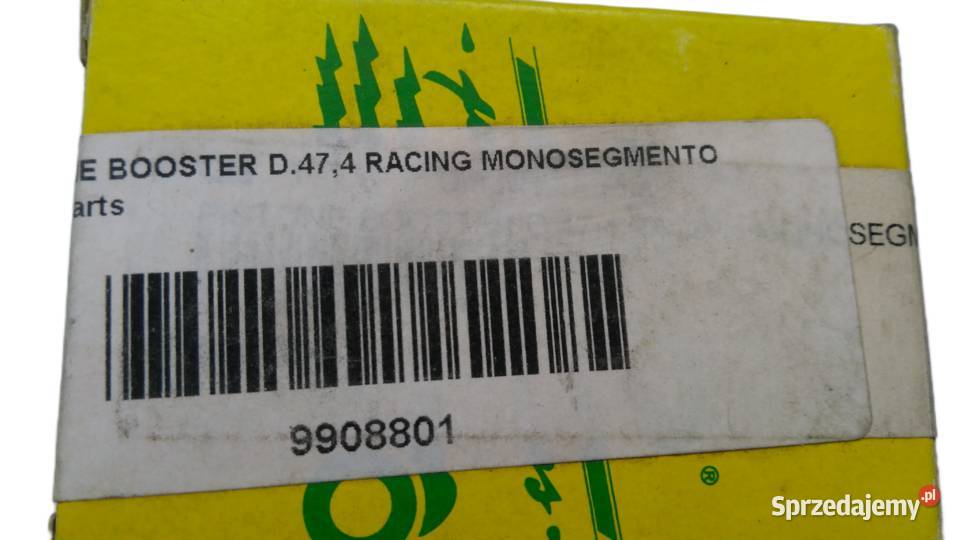 E BOOSTER D.47,4 RACING MONOSEGMENTO
arts
SEGM
9908801
®
Sprzedajemy.pl